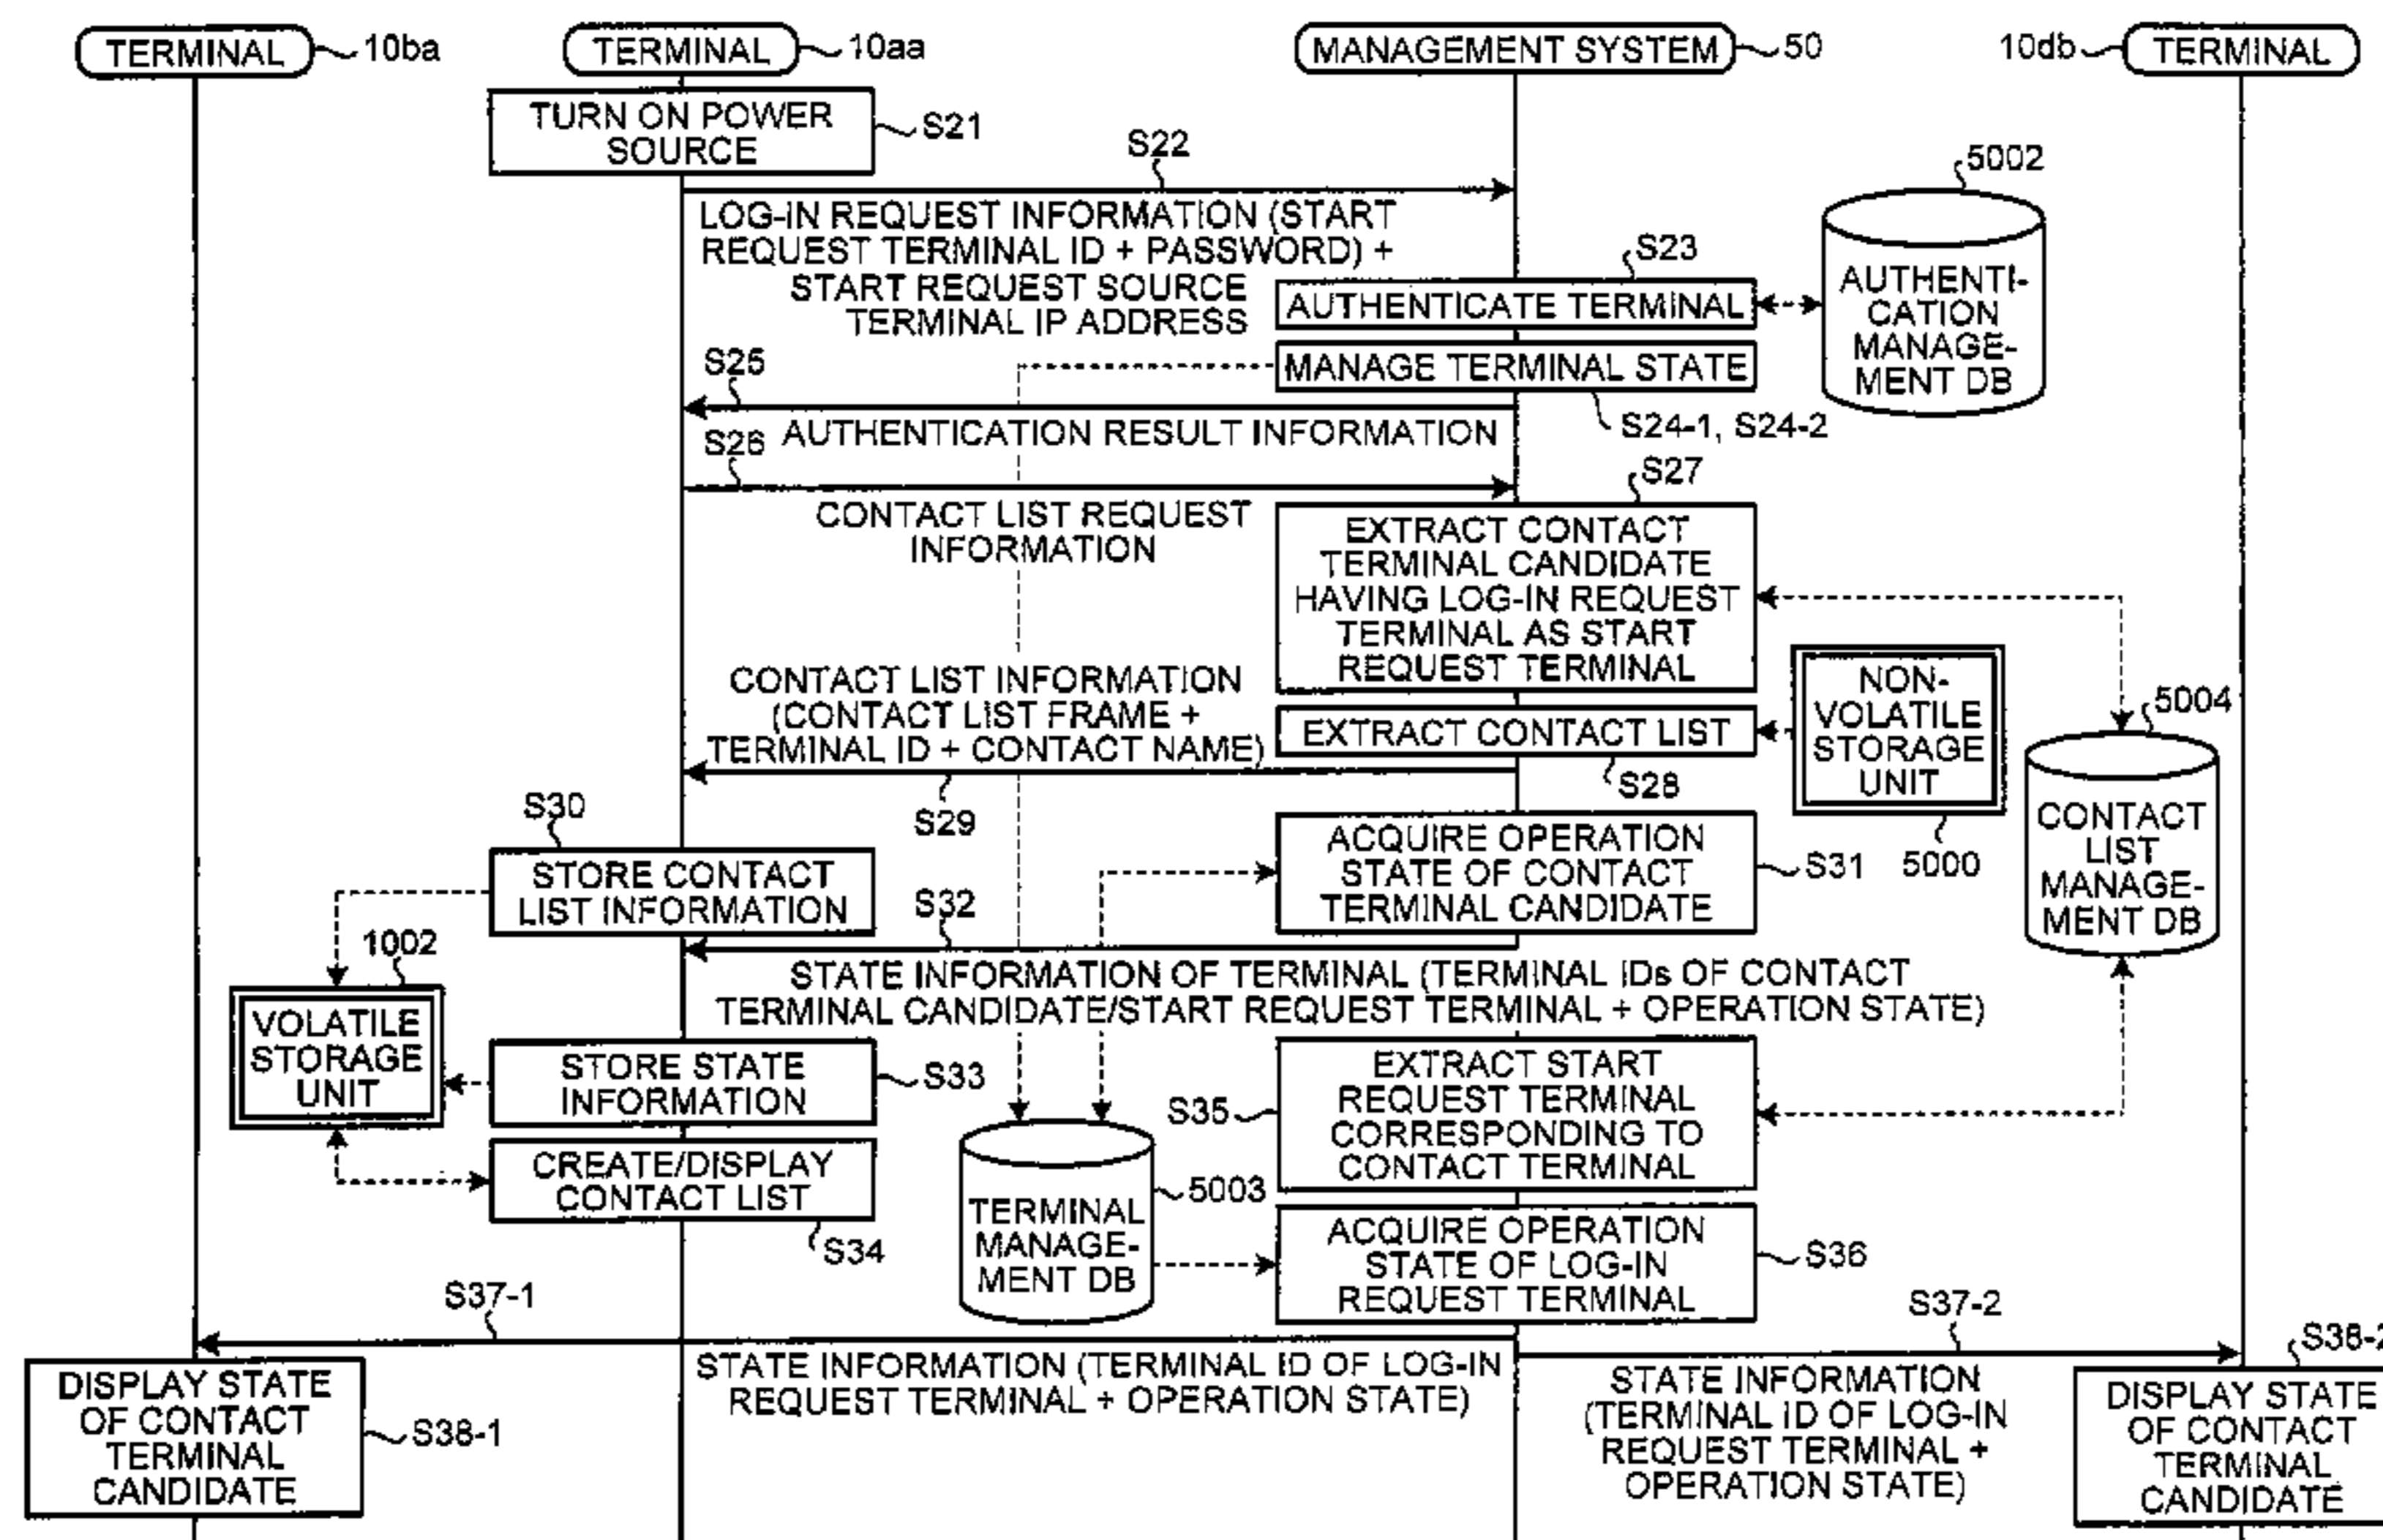 TERMINAL
10ba
TERMINAL
10aa
MANAGEMENT SYSTEM
50
10db
TERMINAL
TURN ON POWER
SOURCE
S21
S22
5002
LOG-IN REQUEST INFORMATION (START
REQUEST TERMINAL ID + PASSWORD) +
START REQUEST SOURCE
TERMINAL IP ADDRESS
S23
AUTHENTICATE TERMINAL
AUTHENTI-
CATION
MANAGE-
MENT DB
MANAGE TERMINAL STATE
S24-1, S24-2
S25
AUTHENTICATION RESULT INFORMATION
S26
CONTACT LIST REQUEST
INFORMATION
S27
EXTRACT CONTACT
TERMINAL CANDIDATE
HAVING LOG-IN REQUEST
TERMINAL AS START
REQUEST TERMINAL
CONTACT LIST INFORMATION
(CONTACT LIST FRAME +
TERMINAL ID + CONTACT NAME)
S29
EXTRACT CONTACT LIST
S28
NON-
VOLATILE
STORAGE
UNIT
5000
5004
CONTACT
LIST
MANAGE-
MENT DB
S30
STORE CONTACT
LIST INFORMATION
ACQUIRE OPERATION
STATE OF CONTACT
TERMINAL CANDIDATE
S31
S32
STATE INFORMATION OF TERMINAL (TERMINAL IDs OF CONTACT
TERMINAL CANDIDATE/START REQUEST TERMINAL + OPERATION STATE)
1002
VOLATILE
STORAGE
UNIT
STORE STATE
INFORMATION
S33
CREATE/DISPLAY
CONTACT LIST
S34
TERMINAL
MANAGE-
MENT DB
5003
S35
EXTRACT START
REQUEST TERMINAL
CORRESPONDING TO
CONTACT TERMINAL
ACQUIRE OPERATION
STATE OF LOG-IN
REQUEST TERMINAL
S36
S37-1
STATE INFORMATION (TERMINAL ID OF LOG-IN
REQUEST TERMINAL + OPERATION STATE)
S37-2
STATE INFORMATION
(TERMINAL ID OF LOG-IN
REQUEST TERMINAL +
OPERATION STATE)
DISPLAY STATE
OF CONTACT
TERMINAL
CANDIDATE
S38-1
S38-2
DISPLAY STATE
OF CONTACT
TERMINAL
CANDIDATE